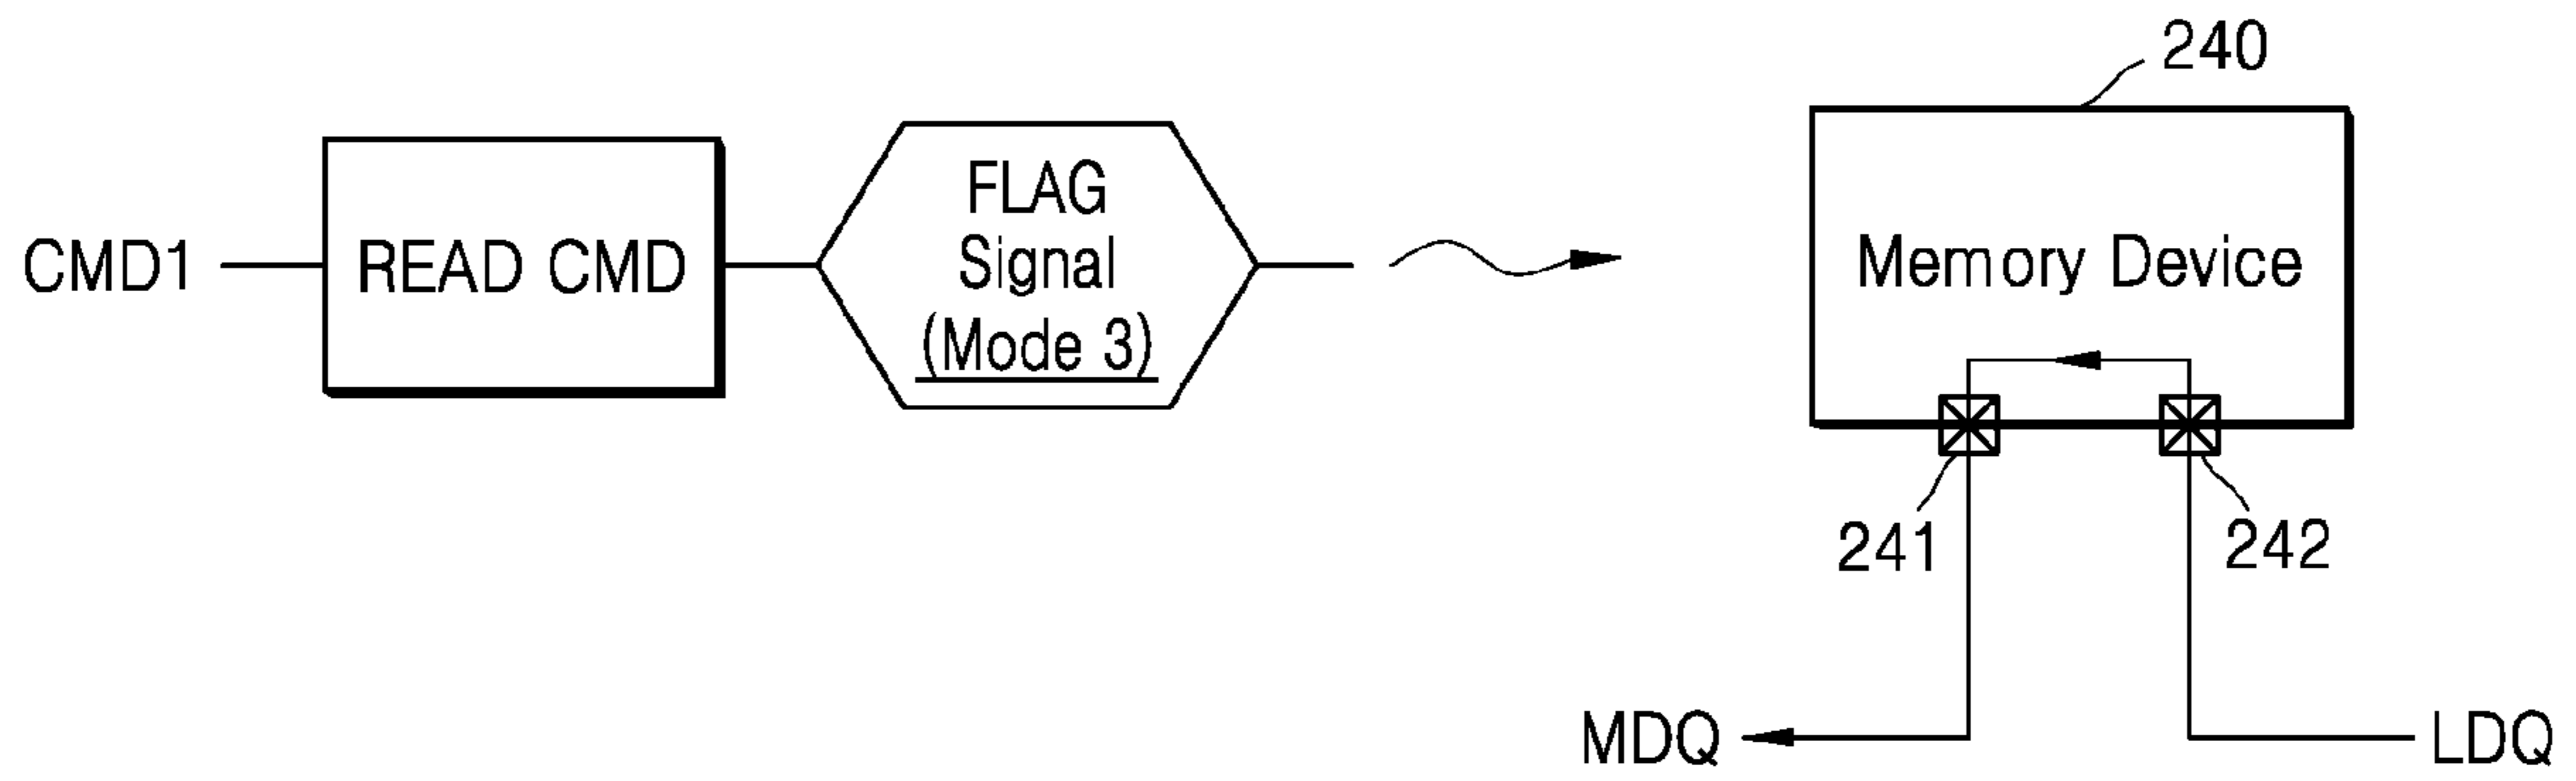 240
CMD1
READ CMD
FLAG
Signal
(Mode 3)
Memory Device
241
242
MDQ
LDQ